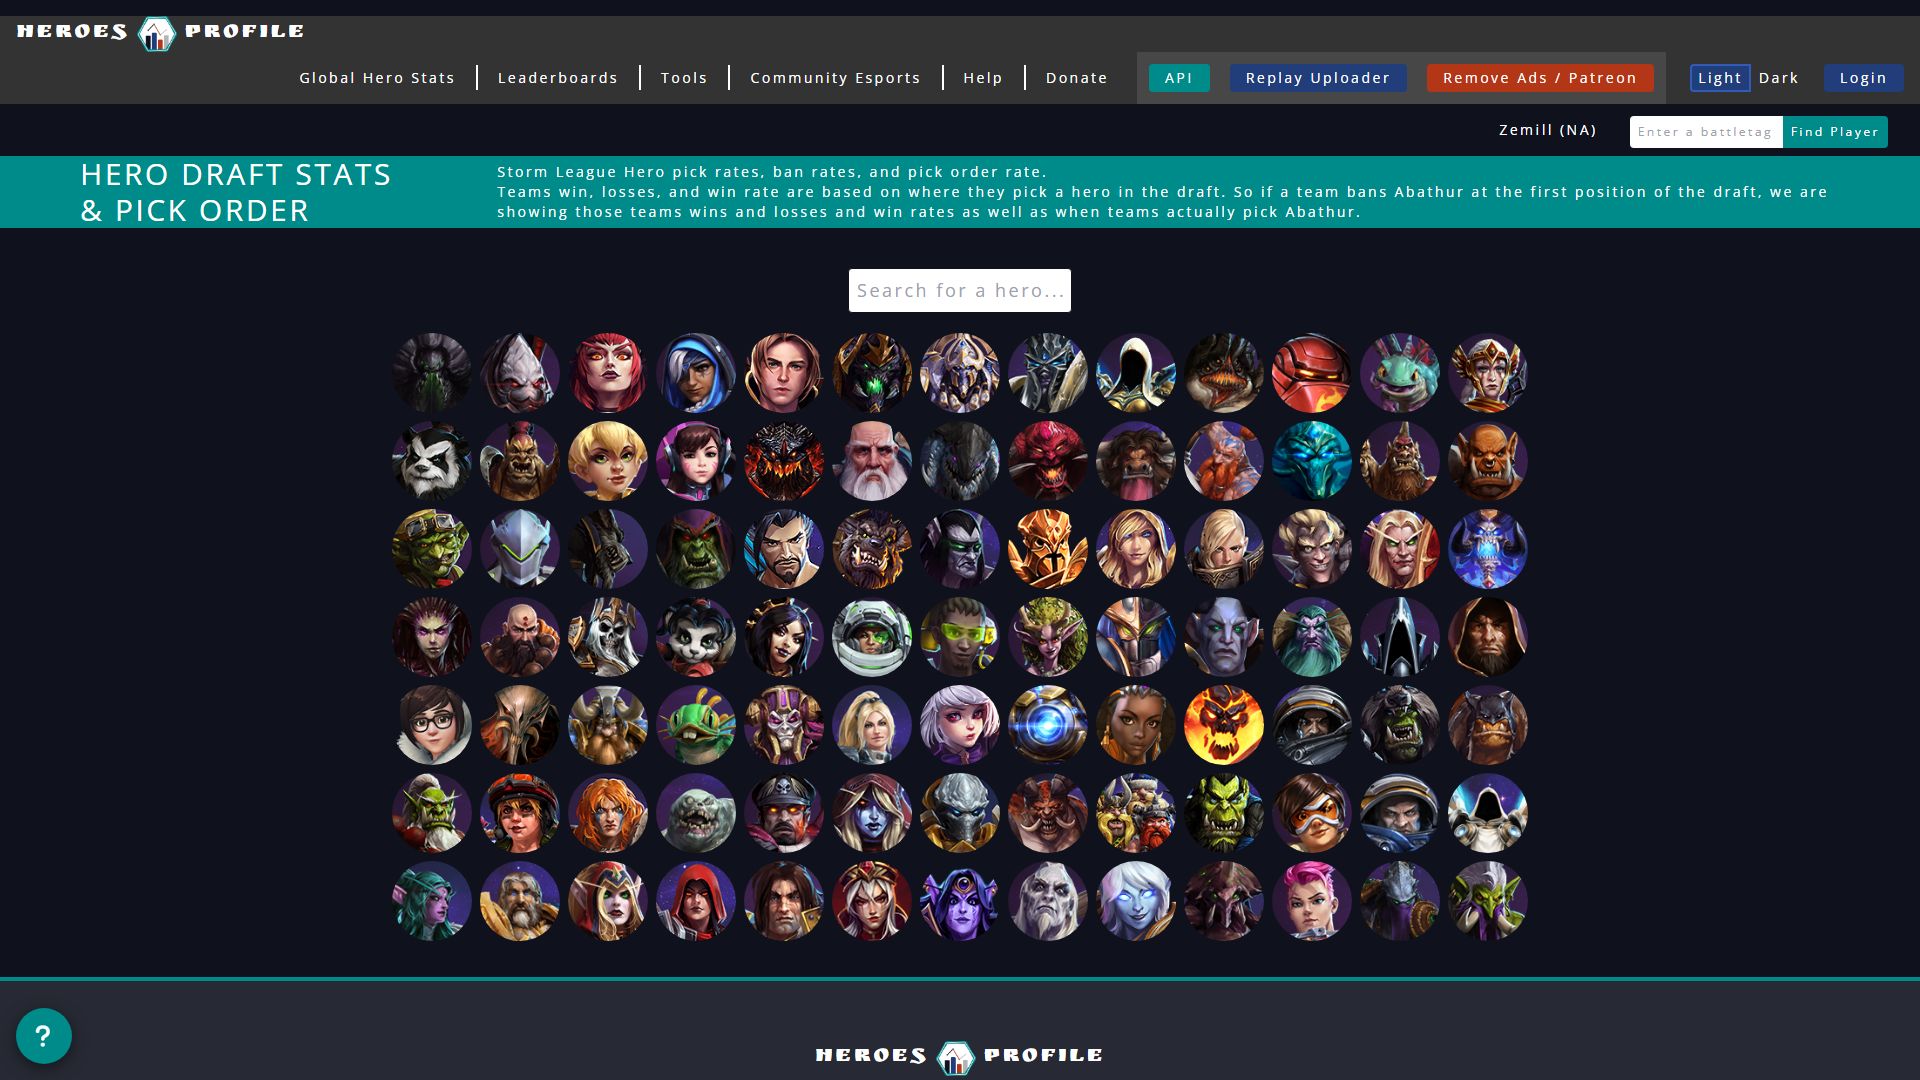 HEROES PROFILE
Global Hero Stats
Leaderboards
Tools
Community Esports
Help
Donate
API
Replay Uploader
Remove Ads / Patreon
Light
Dark
Login
Zemill (NA)
Enter a battletag
Find Player
HERO DRAFT STATS
& PICK ORDER
Storm League Hero pick rates, ban rates, and pick order rate.
Teams win, losses, and win rate are based on where they pick a hero in the draft. So if a team bans Abathur at the first position of the draft, we are
showing those teams wins and losses and win rates as well as when teams actually pick Abathur.
Search for a hero...
?
HEROES PROFILE